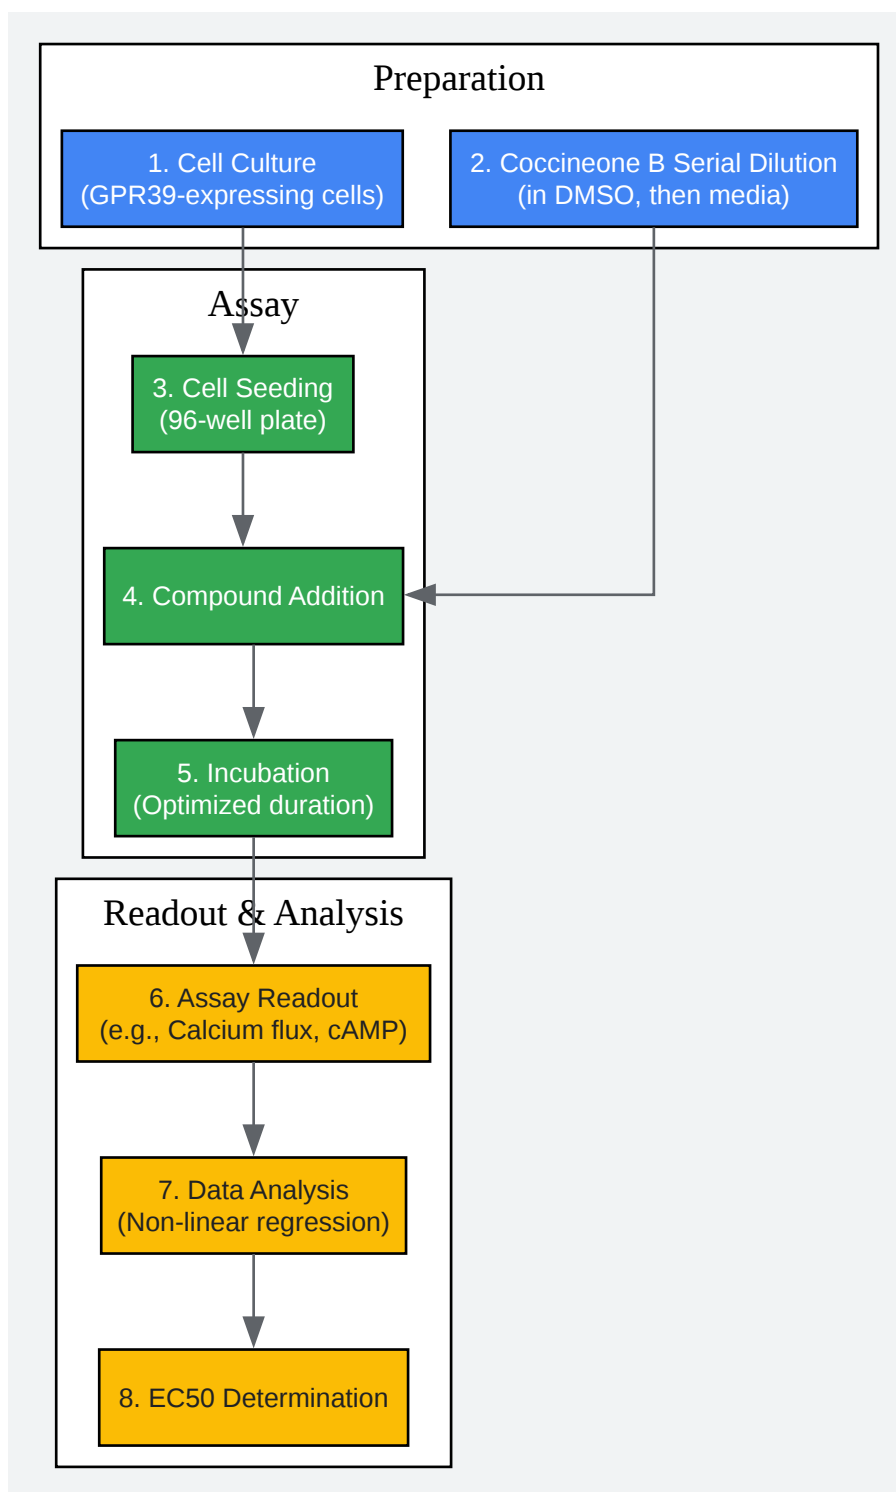 Preparation
1. Cell Culture
(GPR39-expressing cells)
2. Coccineone B Serial Dilution
(in DMSO, then media)
Assay
3. Cell Seeding
(96-well plate)
4. Compound Addition
5. Incubation
(Optimized duration)
Readout & Analysis
6. Assay Readout
(e.g., Calcium flux, cAMP)
7. Data Analysis
(Non-linear regression)
8. EC50 Determination